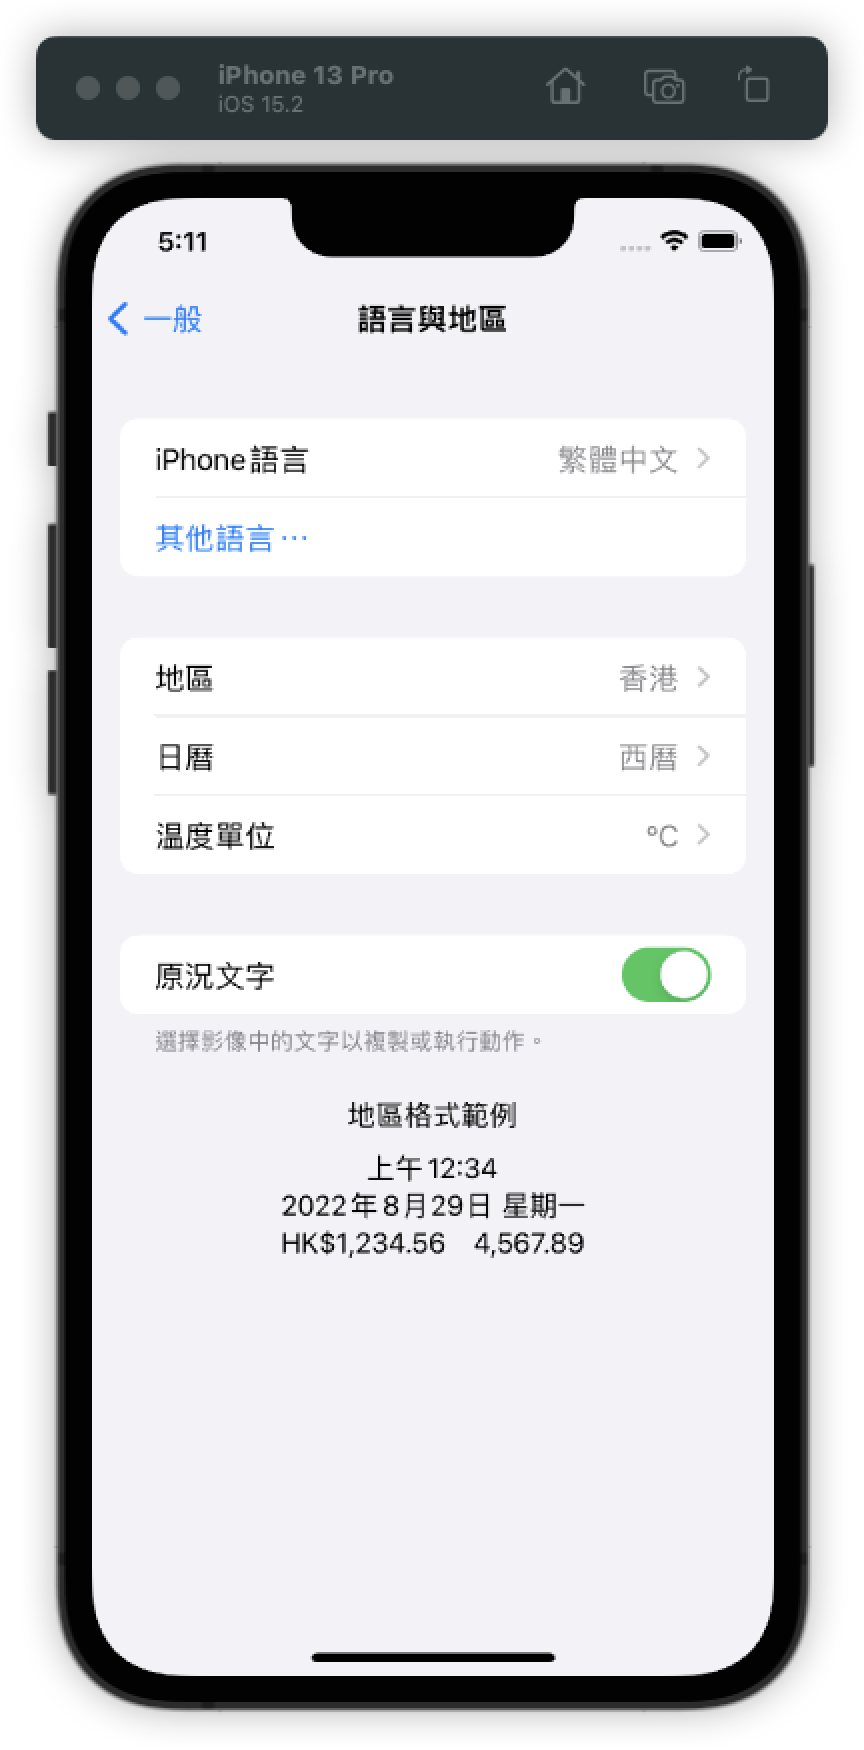 iPhone 13 Pro
iOS 15.2
5:11
一般
語言與地區
iPhone語言 繁體中文
其他語言⋯
地區 香港
日曆 西曆
温度單位 °C
原況文字
選擇影像中的文字以複製或執行動作。
地區格式範例
上午12:34
2022年8月29日 星期一
HK$1,234.56 4,567.89